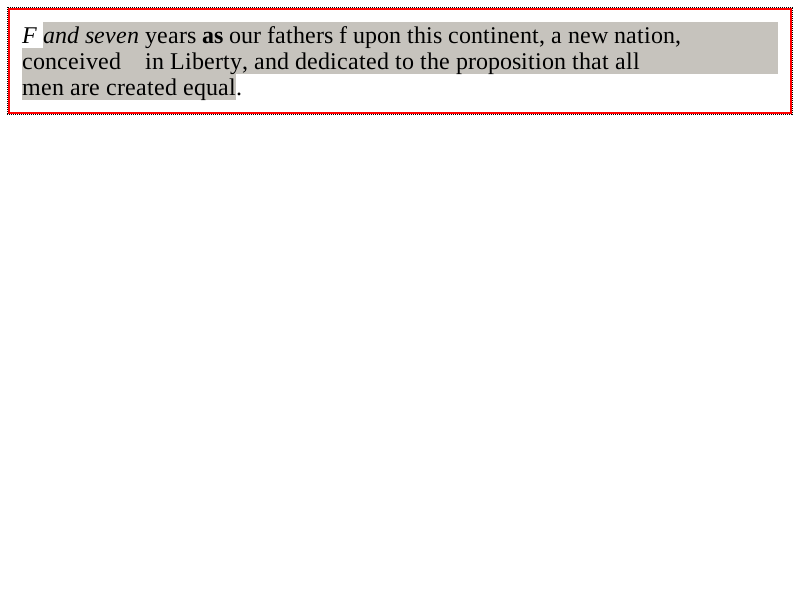 F and seven years as our fathers f upon this continent, a new nation,
conceived    in Liberty, and dedicated to the proposition that all
men are created equal.